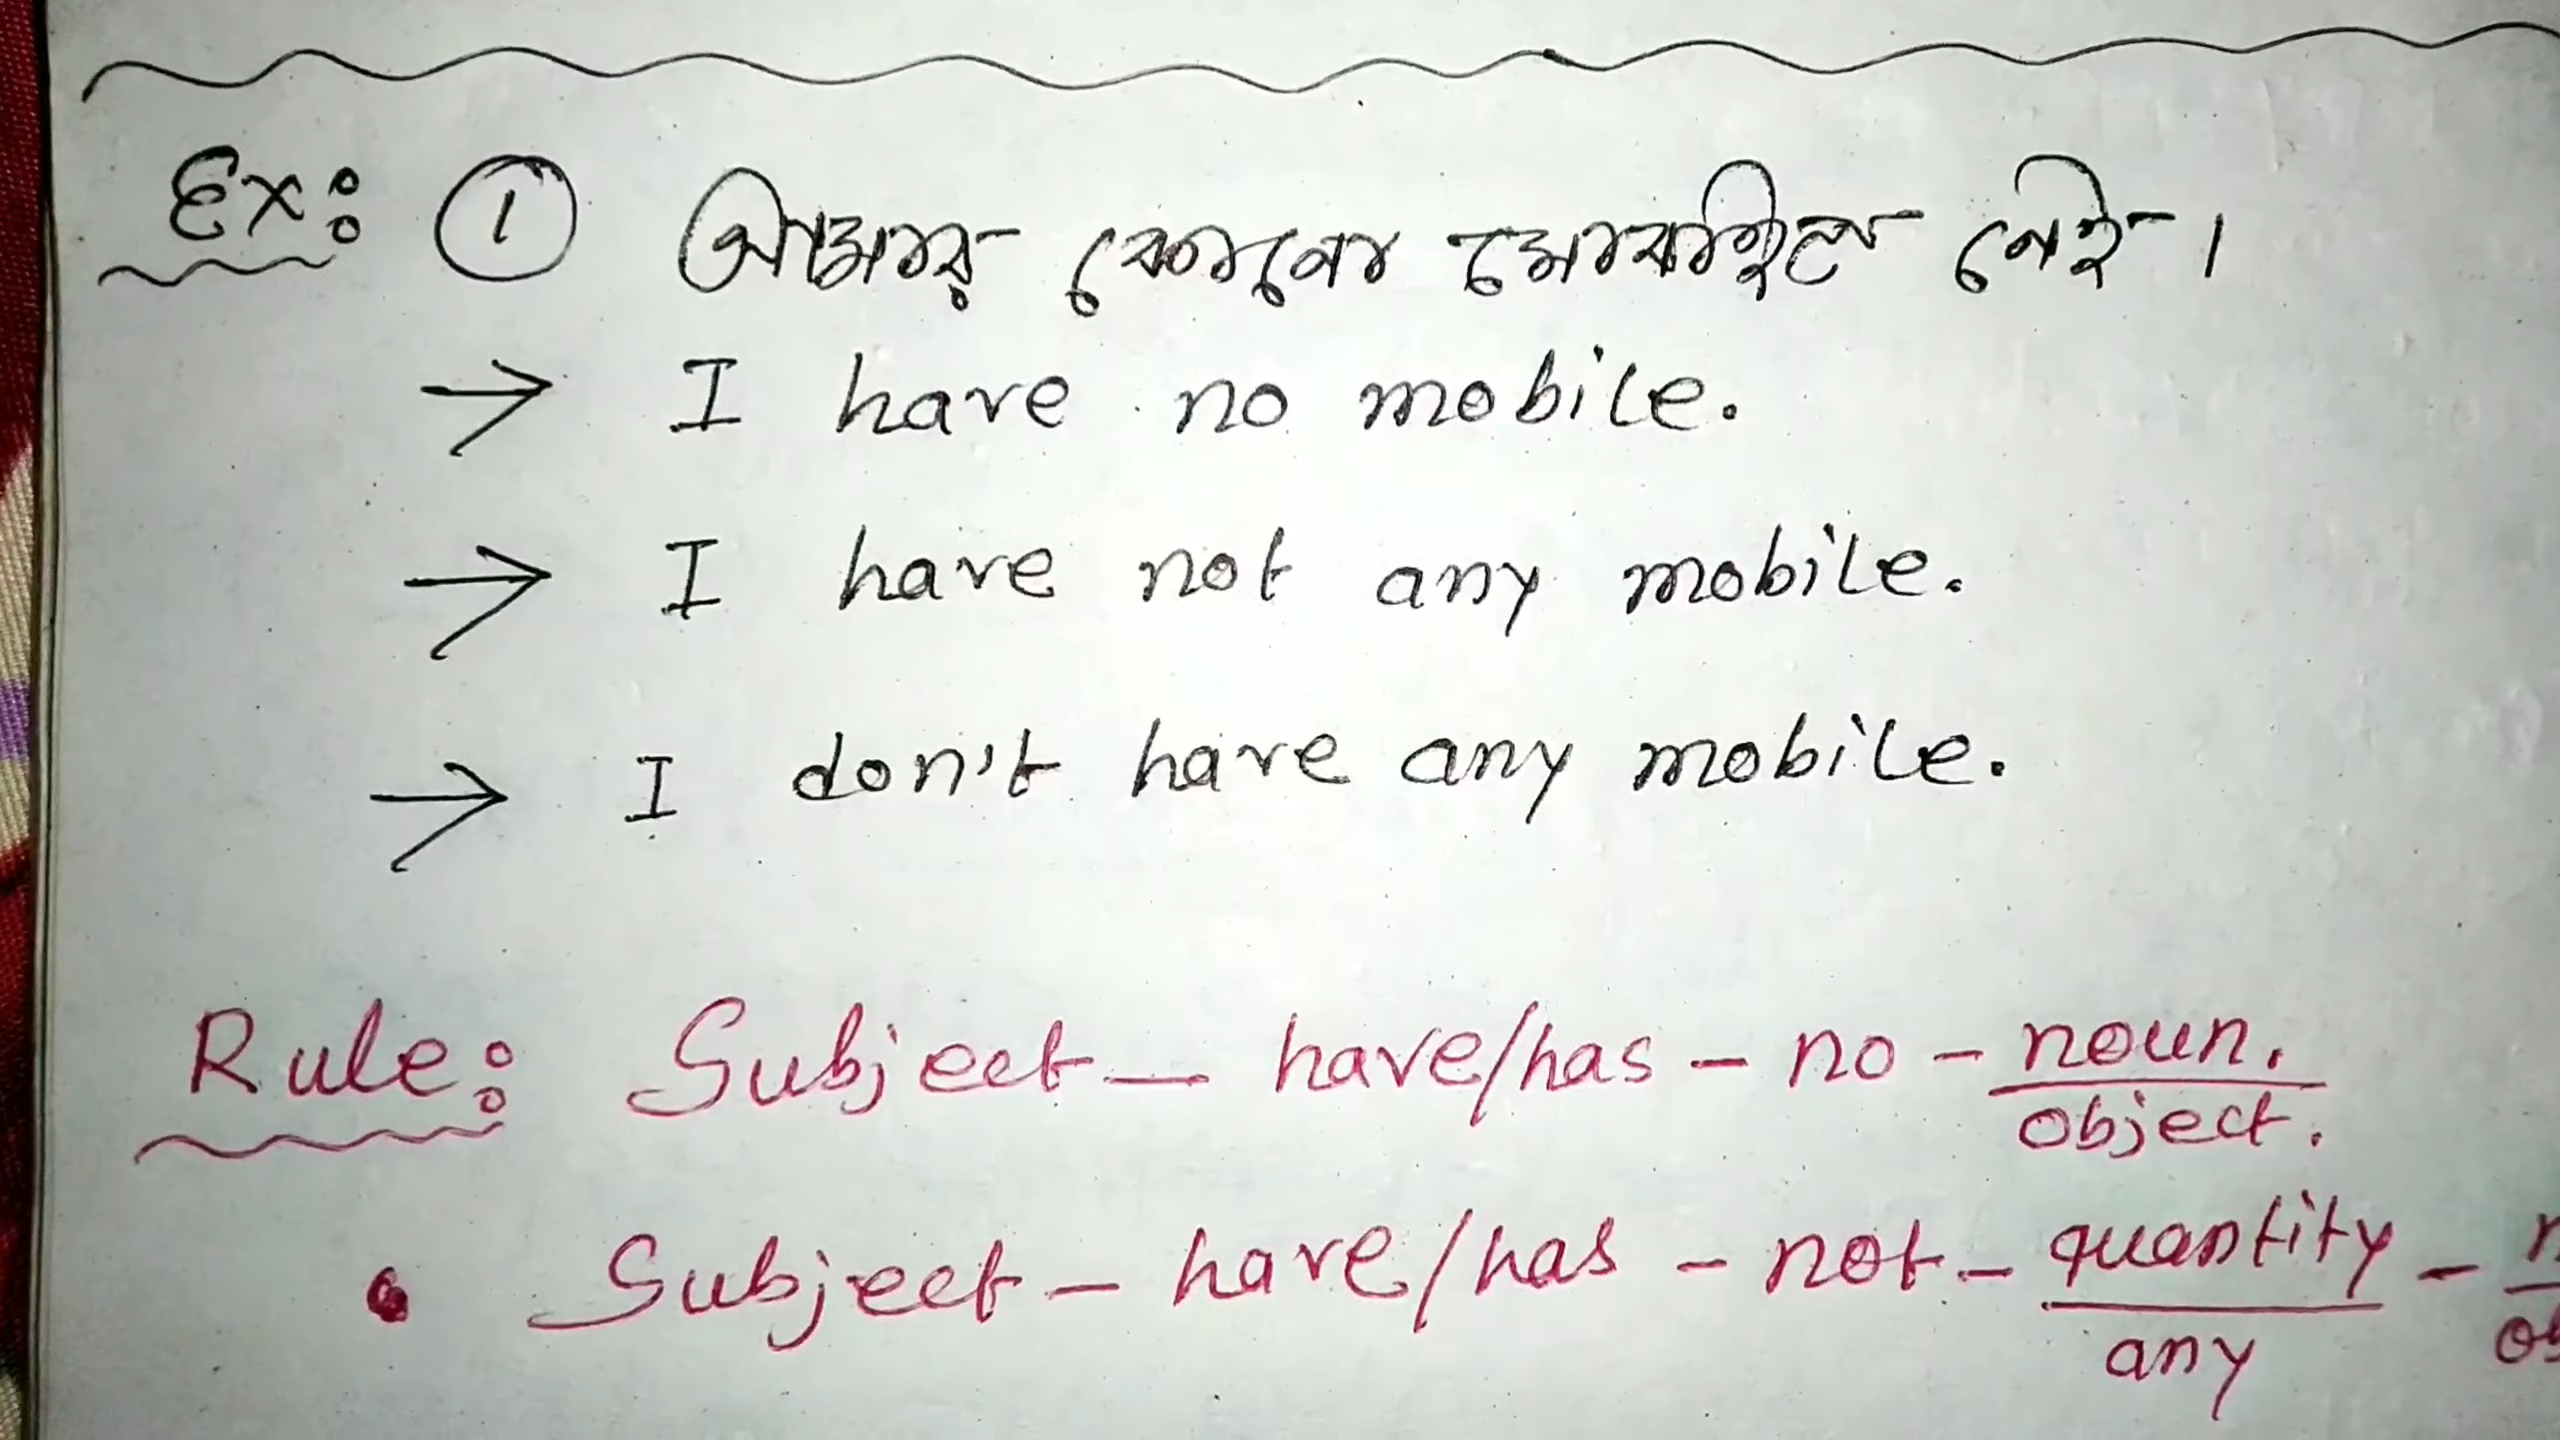 Ex: ① আমার কোনো মোবাইল নেই।
→ I have no mobile.
→ I have not any mobile.
→ I don't have any mobile.
Rule: Subject - have/has - no - noun.
object.
• Subject - have/has - not - quantity -
any